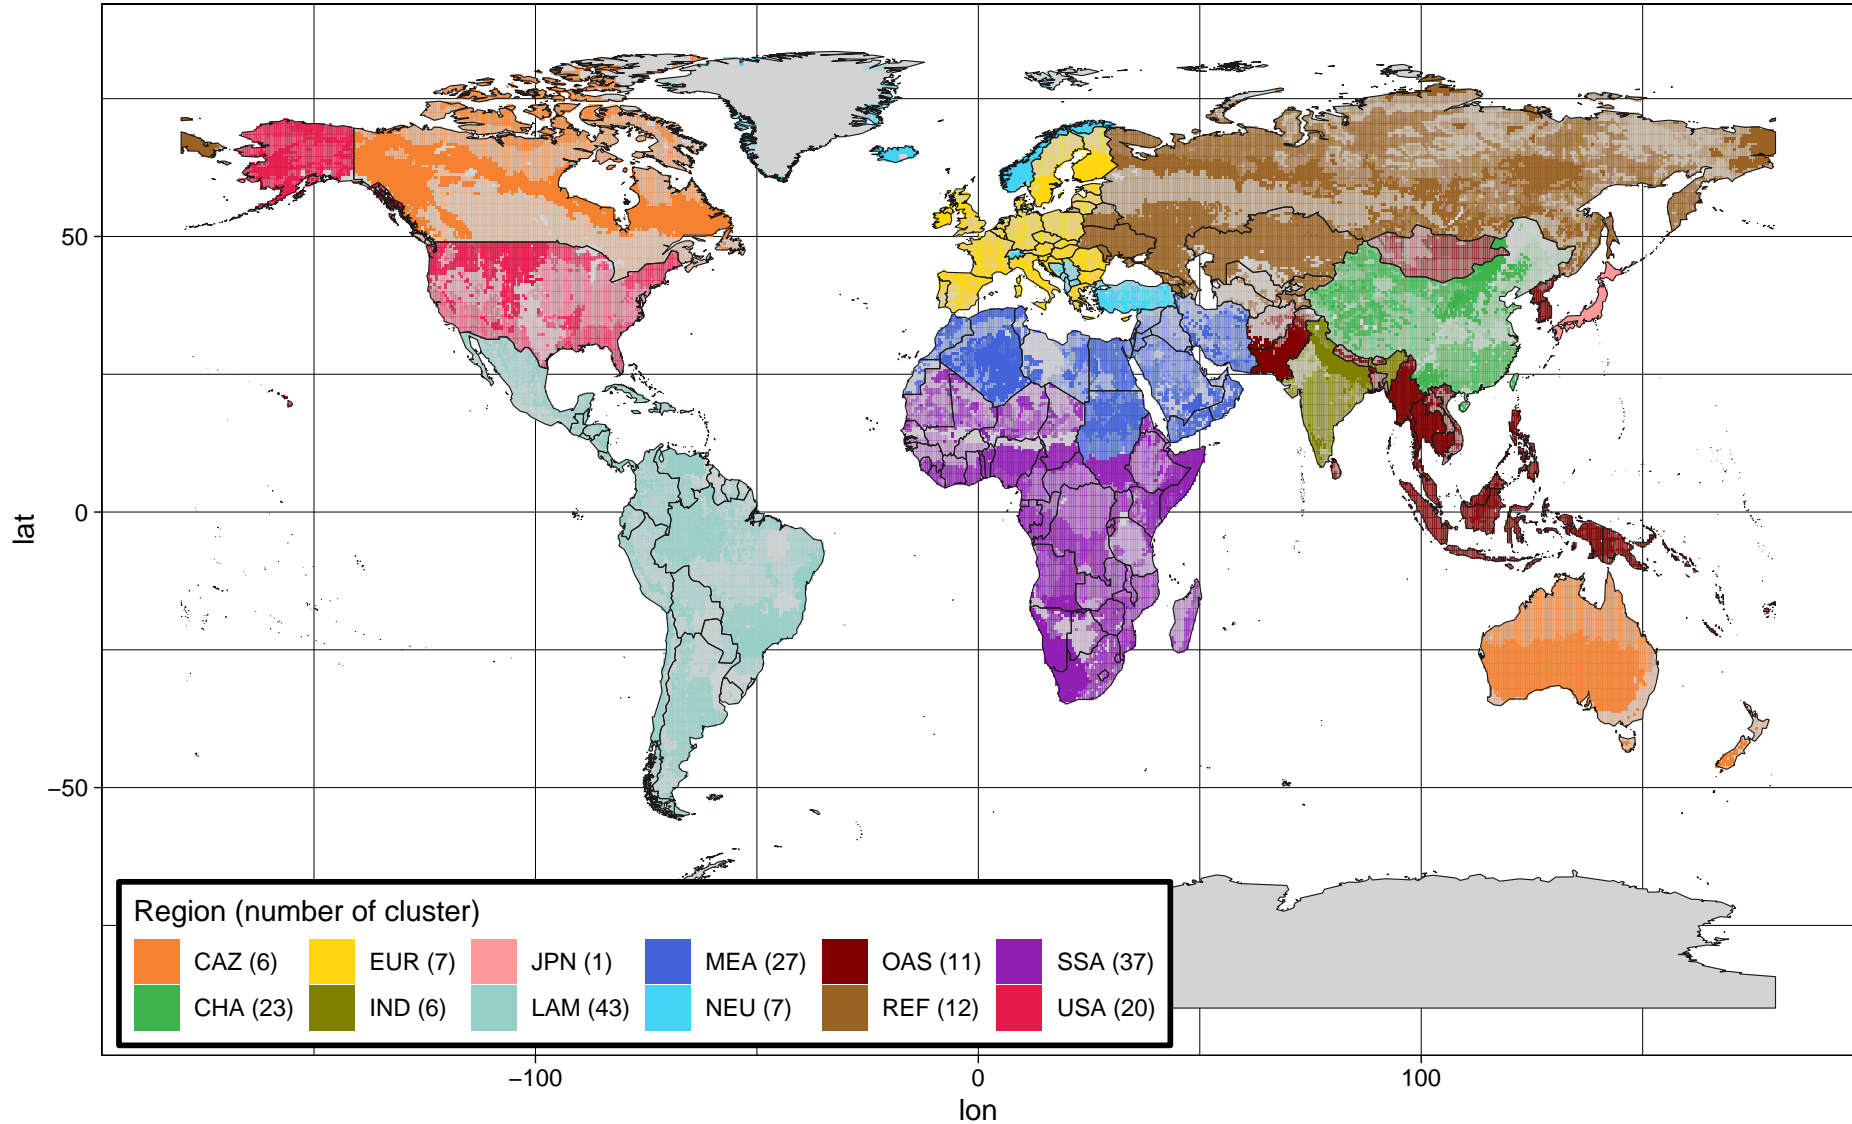 50
0
−50
lat
Region (number of cluster)
CAZ (6) EUR (7) JPN (1) MEA (27) OAS (11) SSA (37)
CHA (23) IND (6) LAM (43) NEU (7) REF (12) USA (20)
−100 0 100
lon